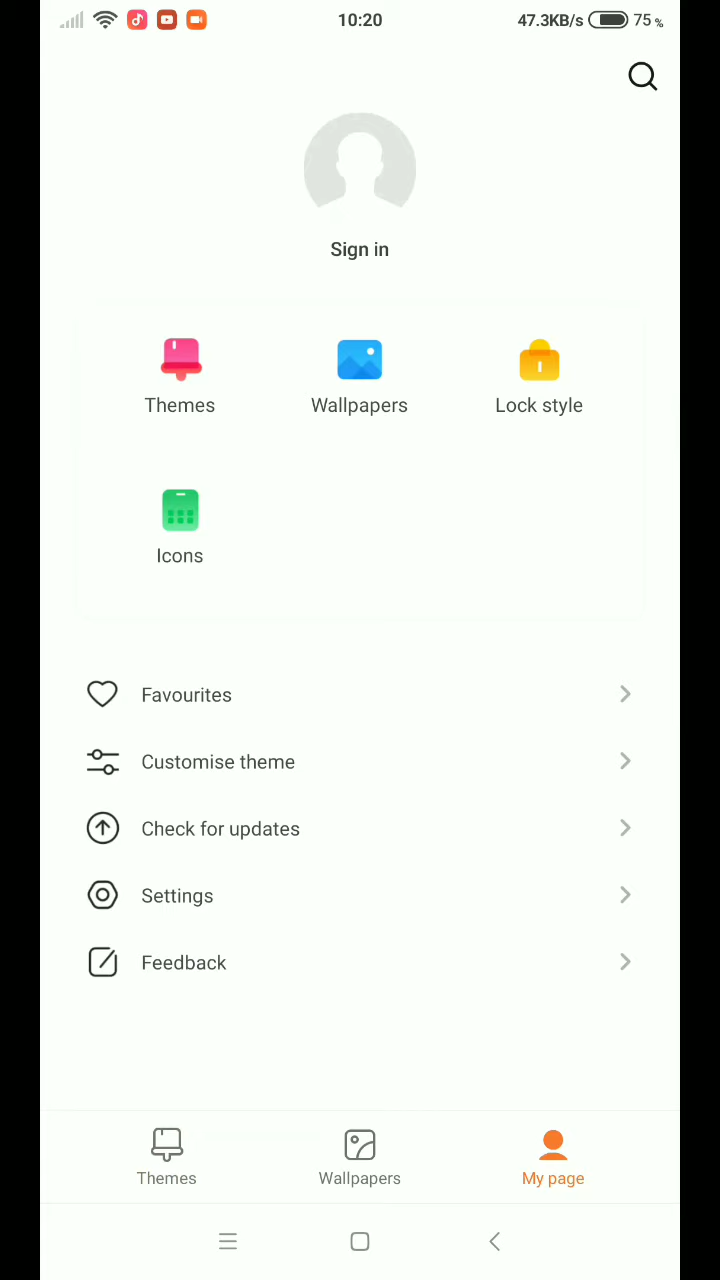 10:20
47.3KB/s
75 %
Sign in
Themes
Wallpapers
Lock style
Icons
Favourites
Customise theme
Check for updates
Settings
Feedback
Themes
Wallpapers
My page